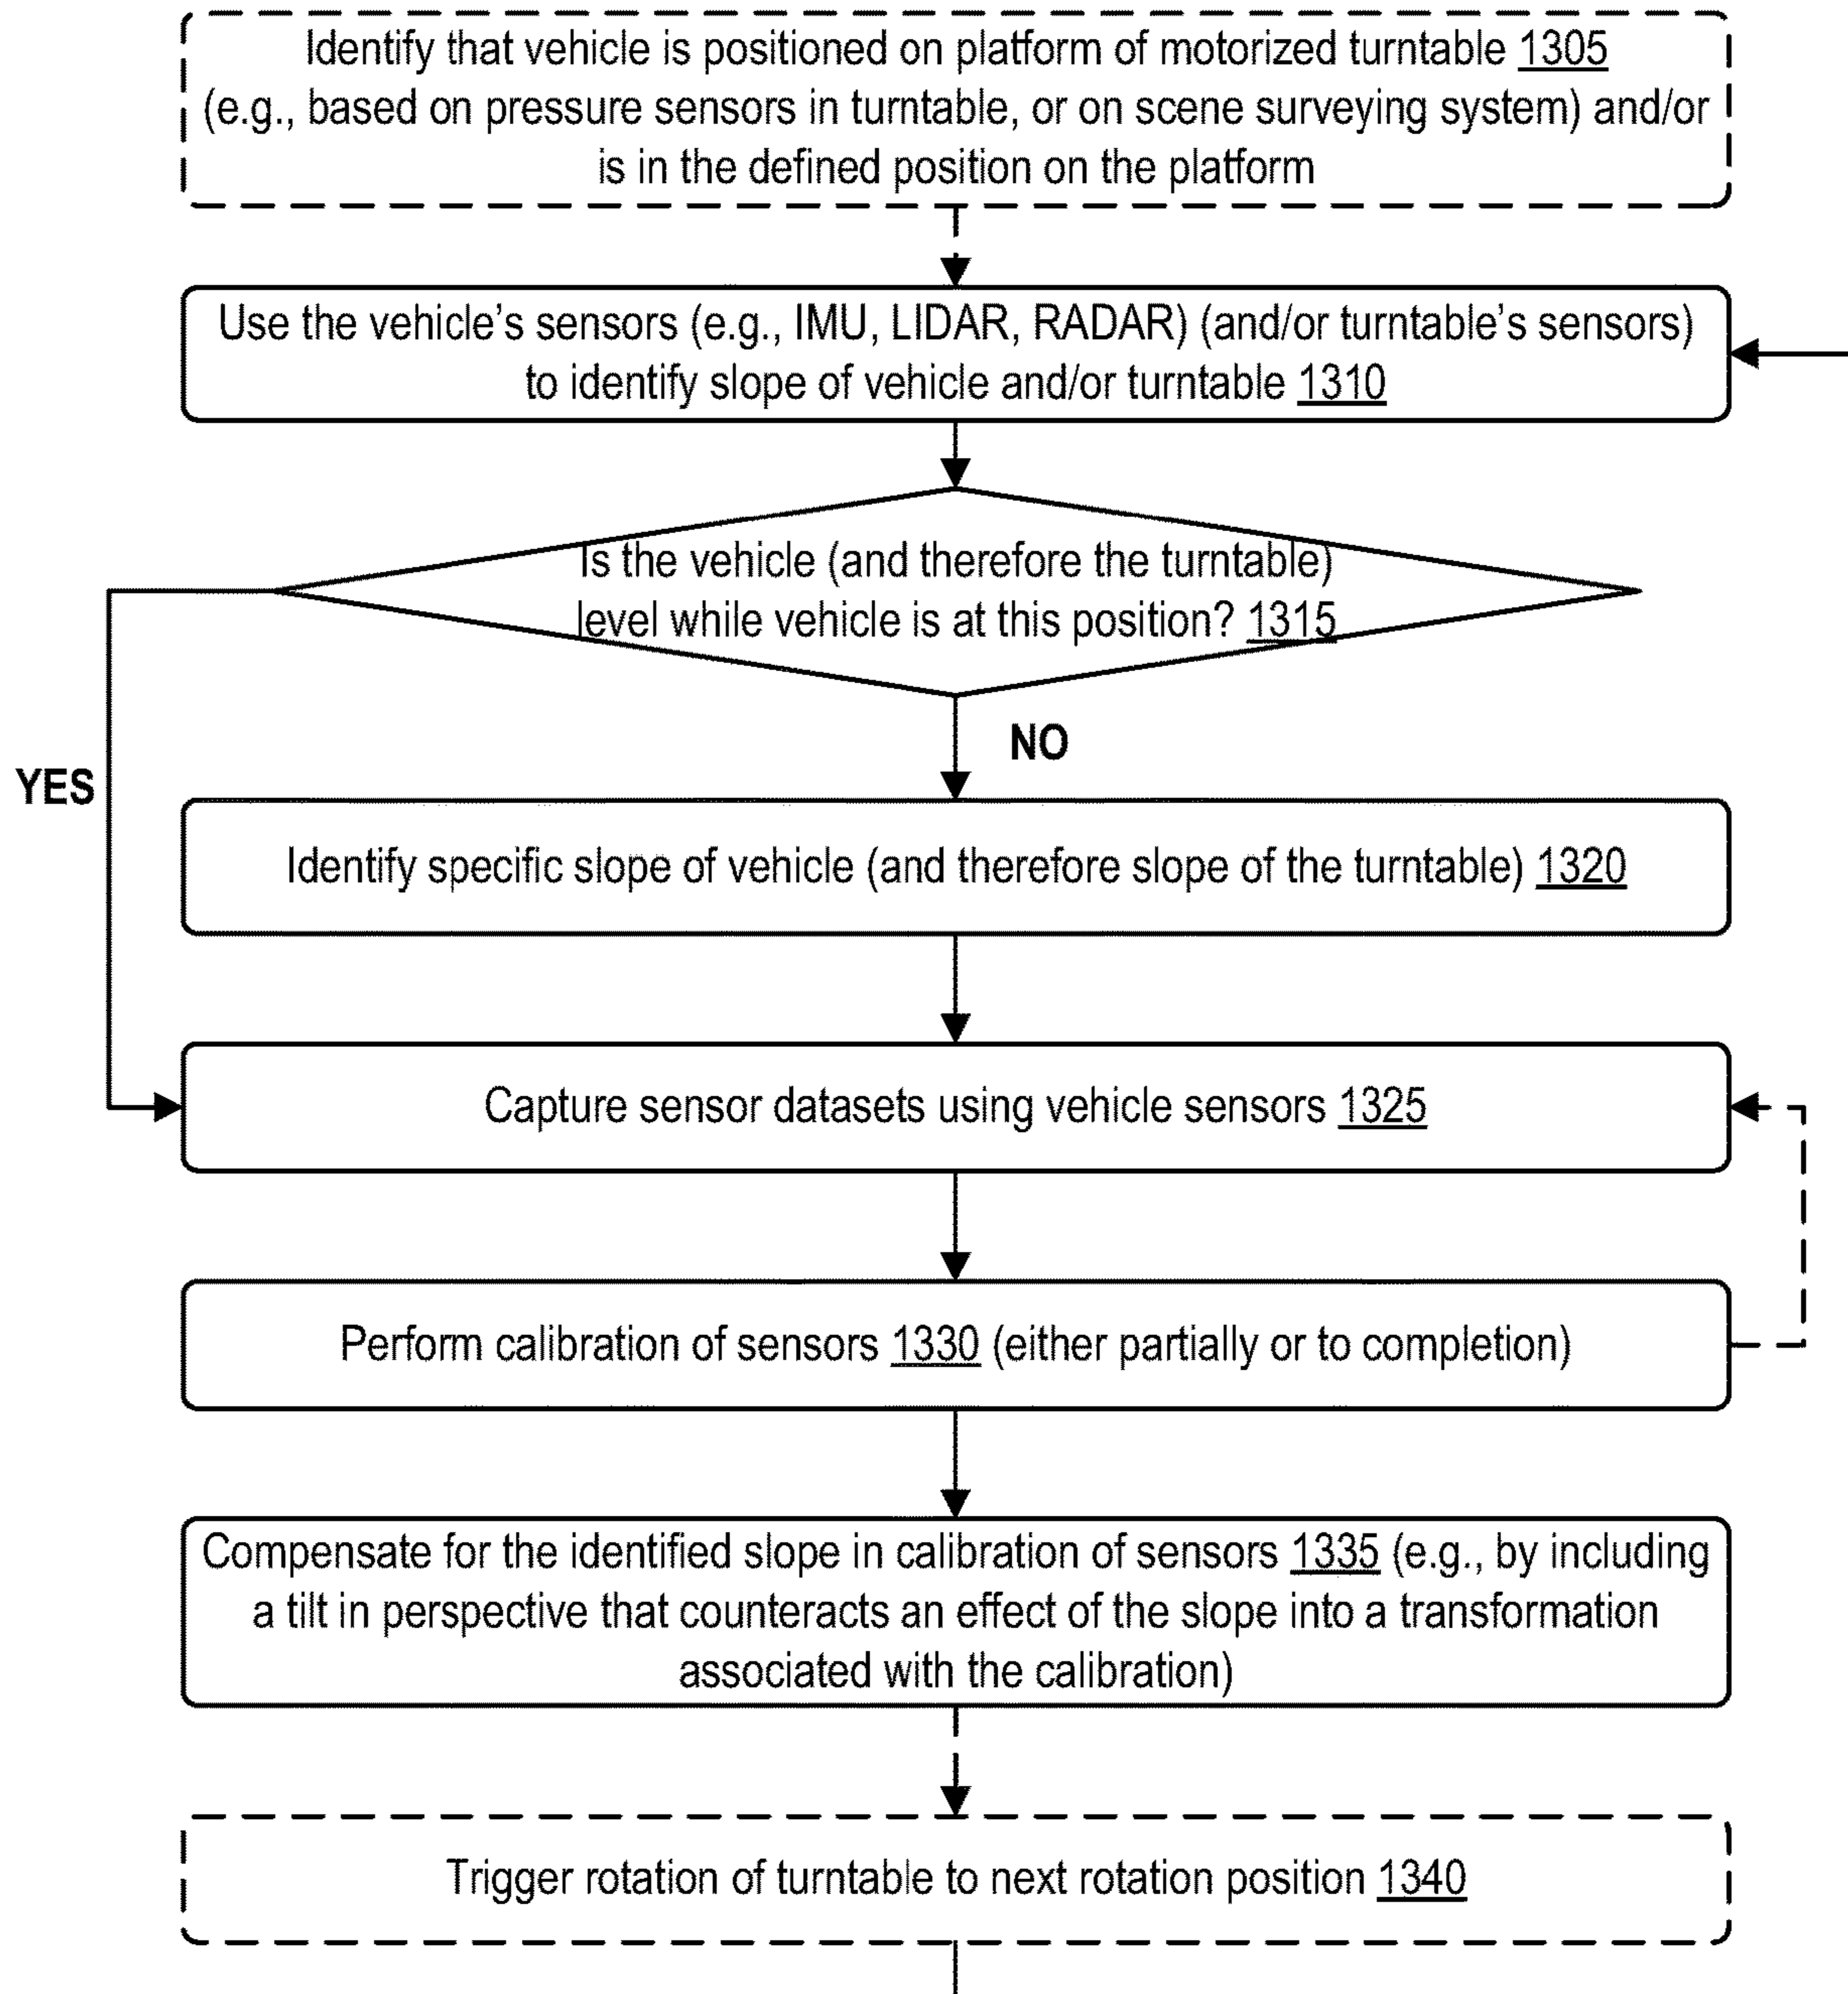 Identify that vehicle is positioned on platform of motorized turntable 1305
(e.g., based on pressure sensors in turntable, or on scene surveying system) and/or
is in the defined position on the platform
Use the vehicle's sensors (e.g., IMU, LIDAR, RADAR) (and/or turntable's sensors)
to identify slope of vehicle and/or turntable 1310
Is the vehicle (and therefore the turntable)
level while vehicle is at this position? 1315
NO
YES
Identify specific slope of vehicle (and therefore slope of the turntable) 1320
Capture sensor datasets using vehicle sensors 1325
Perform calibration of sensors 1330 (either partially or to completion)
Compensate for the identified slope in calibration of sensors 1335 (e.g., by including
a tilt in perspective that counteracts an effect of the slope into a transformation
associated with the calibration)
Trigger rotation of turntable to next rotation position 1340